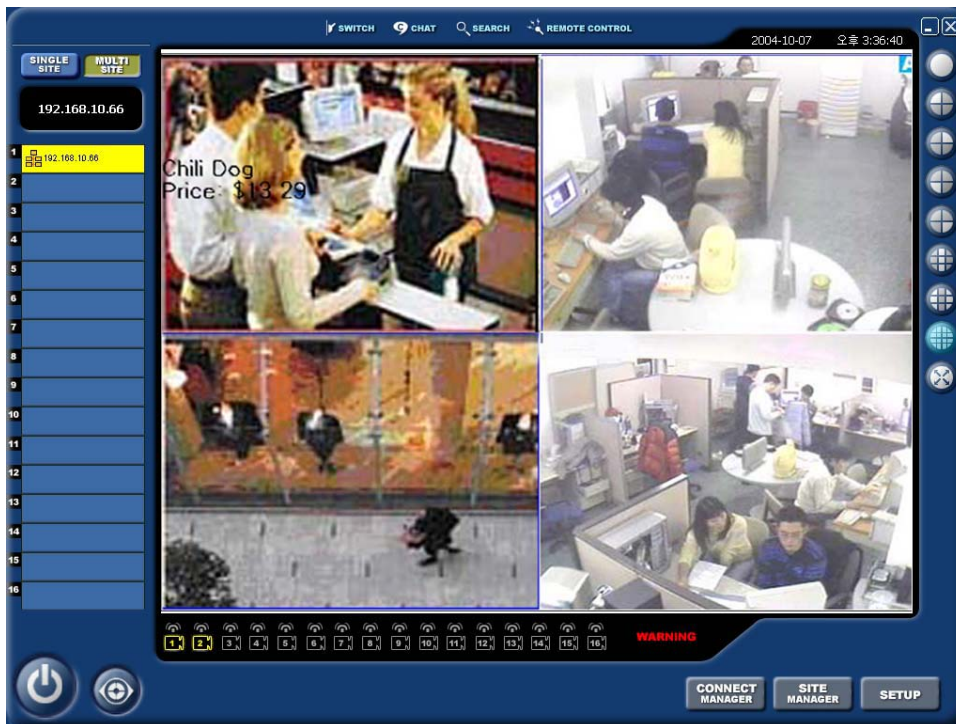 SWITCH CHAT SEARCH REMOTE CONTROL
2004-10-07 오후 3:36:40
SINGLE SITE MULTI SITE
192.168.10.66
1 192.168.10.66
2
3
4
5
6
7
8
9
10
11
12
13
14
15
16
Chili Dog
Price: $13.29
A
1 2 3 4 5 6 7 8 9 10 11 12 13 14 15 16 WARNING
CONNECT MANAGER SITE MANAGER SETUP